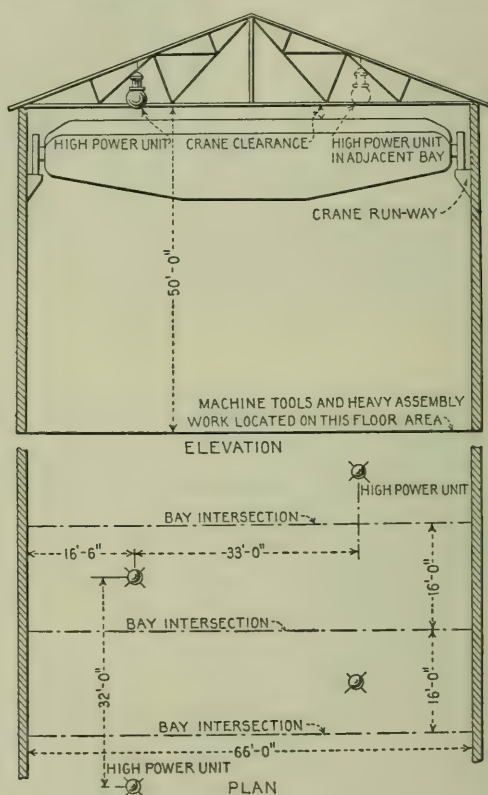 HIGH POWER UNIT
CRANE CLEARANCE
HIGH POWER UNIT
IN ADJACENT BAY
CRANE RUN-WAY
50'-0"
MACHINE TOOLS AND HEAVY ASSEMBLY
WORK LOCATED ON THIS FLOOR AREA
ELEVATION
HIGH POWER UNIT
BAY INTERSECTION
16'-6"
33'-0"
16'-0"
BAY INTERSECTION
32'-0"
16'-0"
BAY INTERSECTION
66'-0"
HIGH POWER UNIT
PLAN